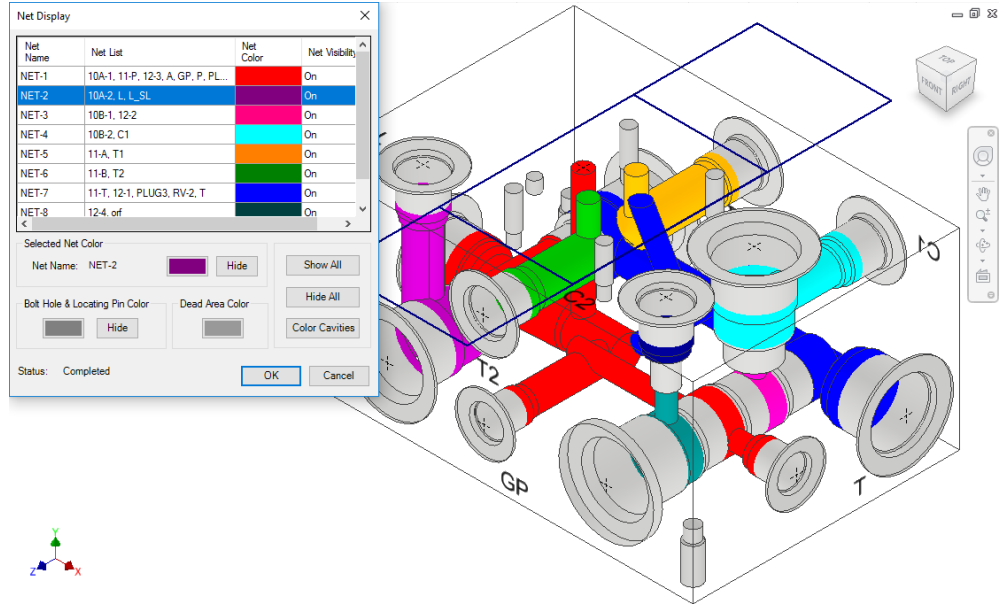 Net Display
Net Name
Net List
Net Color
Net Visibility
NET-1 10A-1, 11-P, 12-3, A, GP, P, PL... On
NET-2 10A-2, L, L_SL On
NET-3 10B-1, 12-2 On
NET-4 10B-2, C1 On
NET-5 11-A, T1 On
NET-6 11-B, T2 On
NET-7 11-T, 12-1, PLUG3, RV-2, T On
NET-8 12-4, orf On
Selected Net Color
Net Name: NET-2 Hide
Show All
Hide All
Color Cavities
Bolt Hole & Locating Pin Color
Hide
Dead Area Color
Status: Completed
OK Cancel
TOP
FRONT RIGHT
C1
C2
T2
GP
T
Y
Z X